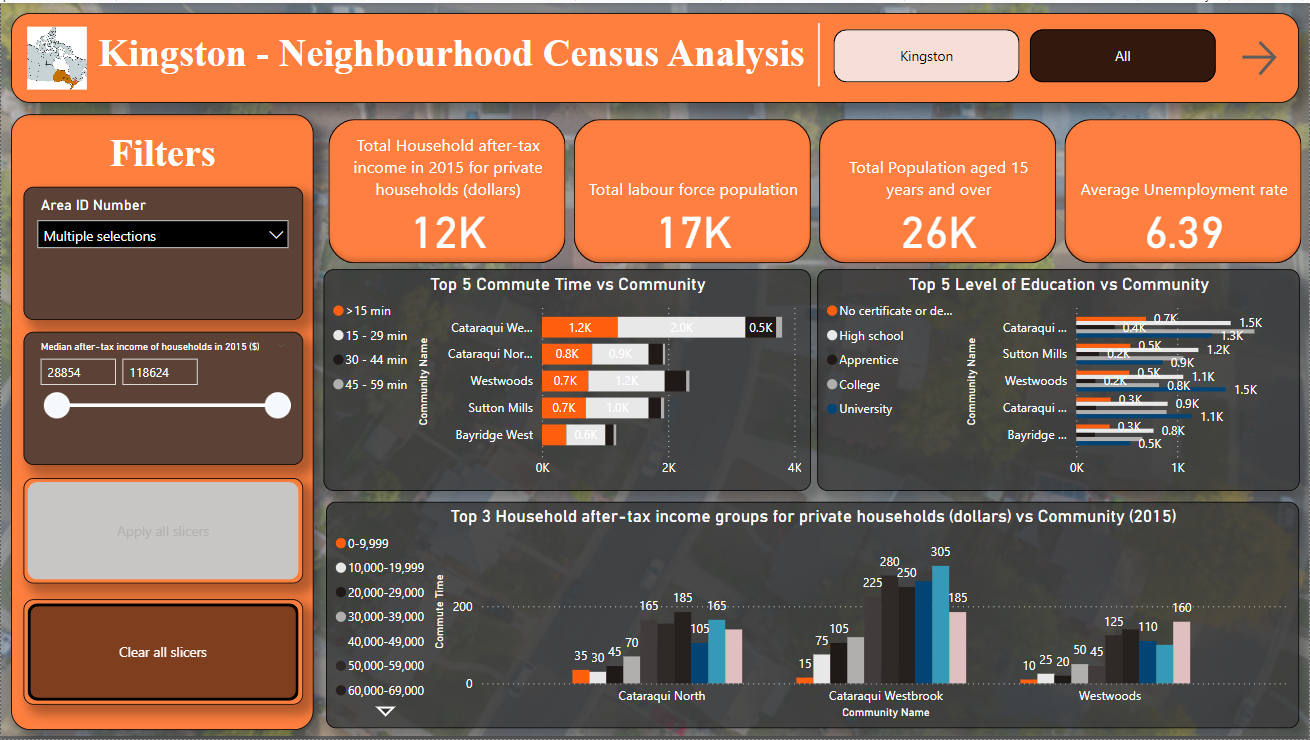 Kingston - Neighbourhood Census Analysis
Kingston
All
Filters
Area ID Number
Multiple selections
Median after-tax income of households in 2015 ($)
28854
118624
Apply all slicers
Clear all slicers
Total Household after-tax
income in 2015 for private
households (dollars)
12K
Total labour force population
17K
Total Population aged 15
years and over
26K
Average Unemployment rate
6.39
Top 5 Commute Time vs Community
>15 min
15 - 29 min
30 - 44 min
45 - 59 min
Community Name
Cataraqui We...
1.2K
2.0K
0.5K
Cataraqui Nor...
0.8K
0.9K
Westwoods
0.7K
1.2K
Sutton Mills
0.7K
1.0K
Bayridge West
0.6K
0K
2K
4K
Top 5 Level of Education vs Community
No certificate or de...
High school
Apprentice
College
University
Community Name
Cataraqui ...
0.7K
1.5K
0.4K
1.3K
Sutton Mills
0.5K
1.2K
0.2K
0.9K
Westwoods
0.5K
1.1K
0.2K
0.8K
1.5K
Cataraqui ...
0.3K
0.9K
1.1K
Bayridge ...
0.3K
0.8K
0.5K
0K
1K
Top 3 Household after-tax income groups for private households (dollars) vs Community (2015)
0-9,999
10,000-19,999
20,000-29,000
30,000-39,000
40,000-49,000
50,000-59,000
60,000-69,000
Commute Time
200
0
35
30
45
70
165
185
105
165
15
75
105
225
280
250
305
185
10
25
20
50
45
125
110
160
Cataraqui North
Cataraqui Westbrook
Westwoods
Community Name